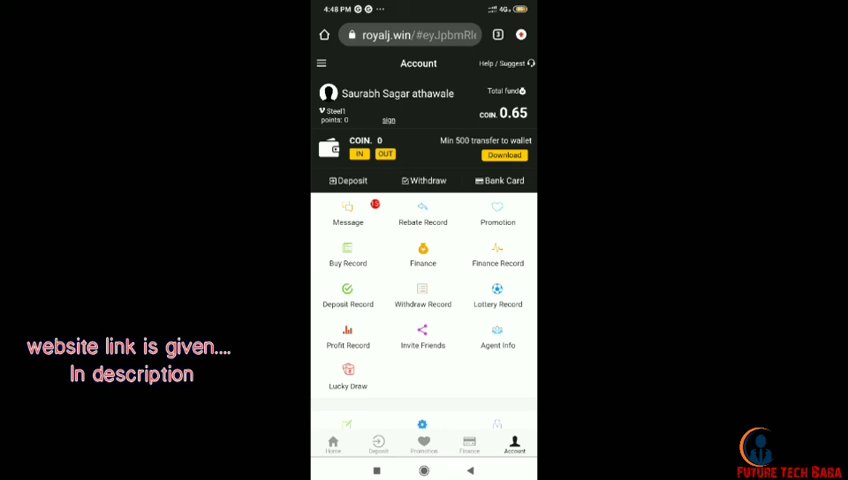 4:48 PM
4G+
royalj.win/#eyJpbmRl
3
Account
Help / Suggest
Saurabh Sagar athawale
Total fund
Steel1
points: 0
sign
COIN. 0.65
COIN. 0
Min 500 transfer to wallet
IN
OUT
Download
Deposit
Withdraw
Bank Card
Message
13
Rebate Record
Promotion
Buy Record
Finance
Finance Record
Deposit Record
Withdraw Record
Lottery Record
website link is given....
In description
Profit Record
Invite Friends
Agent Info
Lucky Draw
Home
Deposit
Promotion
Finance
Account
FUTURE TECH BABA